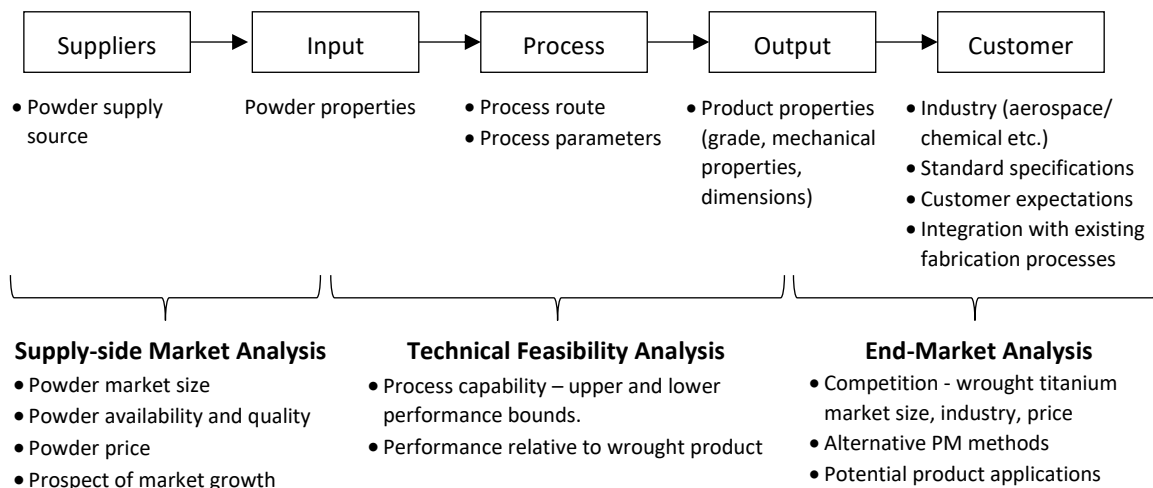 Suppliers
Input
Process
Output
Customer
• Powder supply
source
Powder properties
• Process route
• Process parameters
• Product properties
(grade, mechanical
properties,
dimensions)
• Industry (aerospace/
chemical etc.)
• Standard specifications
• Customer expectations
• Integration with existing
fabrication processes
Supply-side Market Analysis
• Powder market size
• Powder availability and quality
• Powder price
• Prospect of market growth
Technical Feasibility Analysis
• Process capability – upper and lower
performance bounds.
• Performance relative to wrought product
End-Market Analysis
• Competition - wrought titanium
market size, industry, price
• Alternative PM methods
• Potential product applications